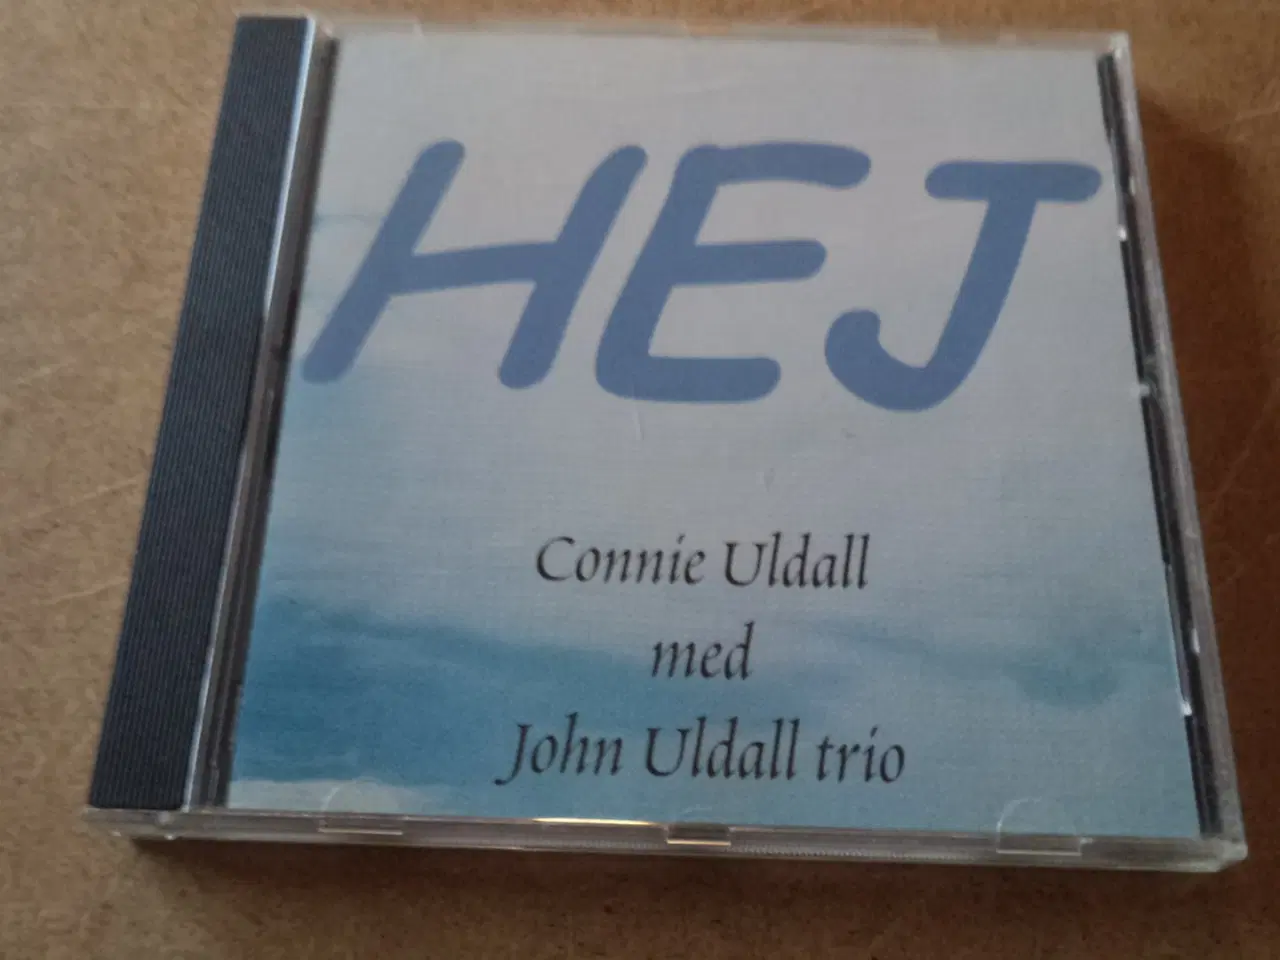 HEJ
Connie Uldall
med
John Uldall trio